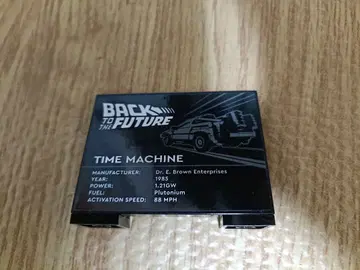 BACK
TO THE
FUTURE
TIME MACHINE
MANUFACTURER: Dr. E. Brown Enterprises
YEAR: 1985
POWER: 1.21GW
FUEL: Plutonium
ACTIVATION SPEED: 88 MPH